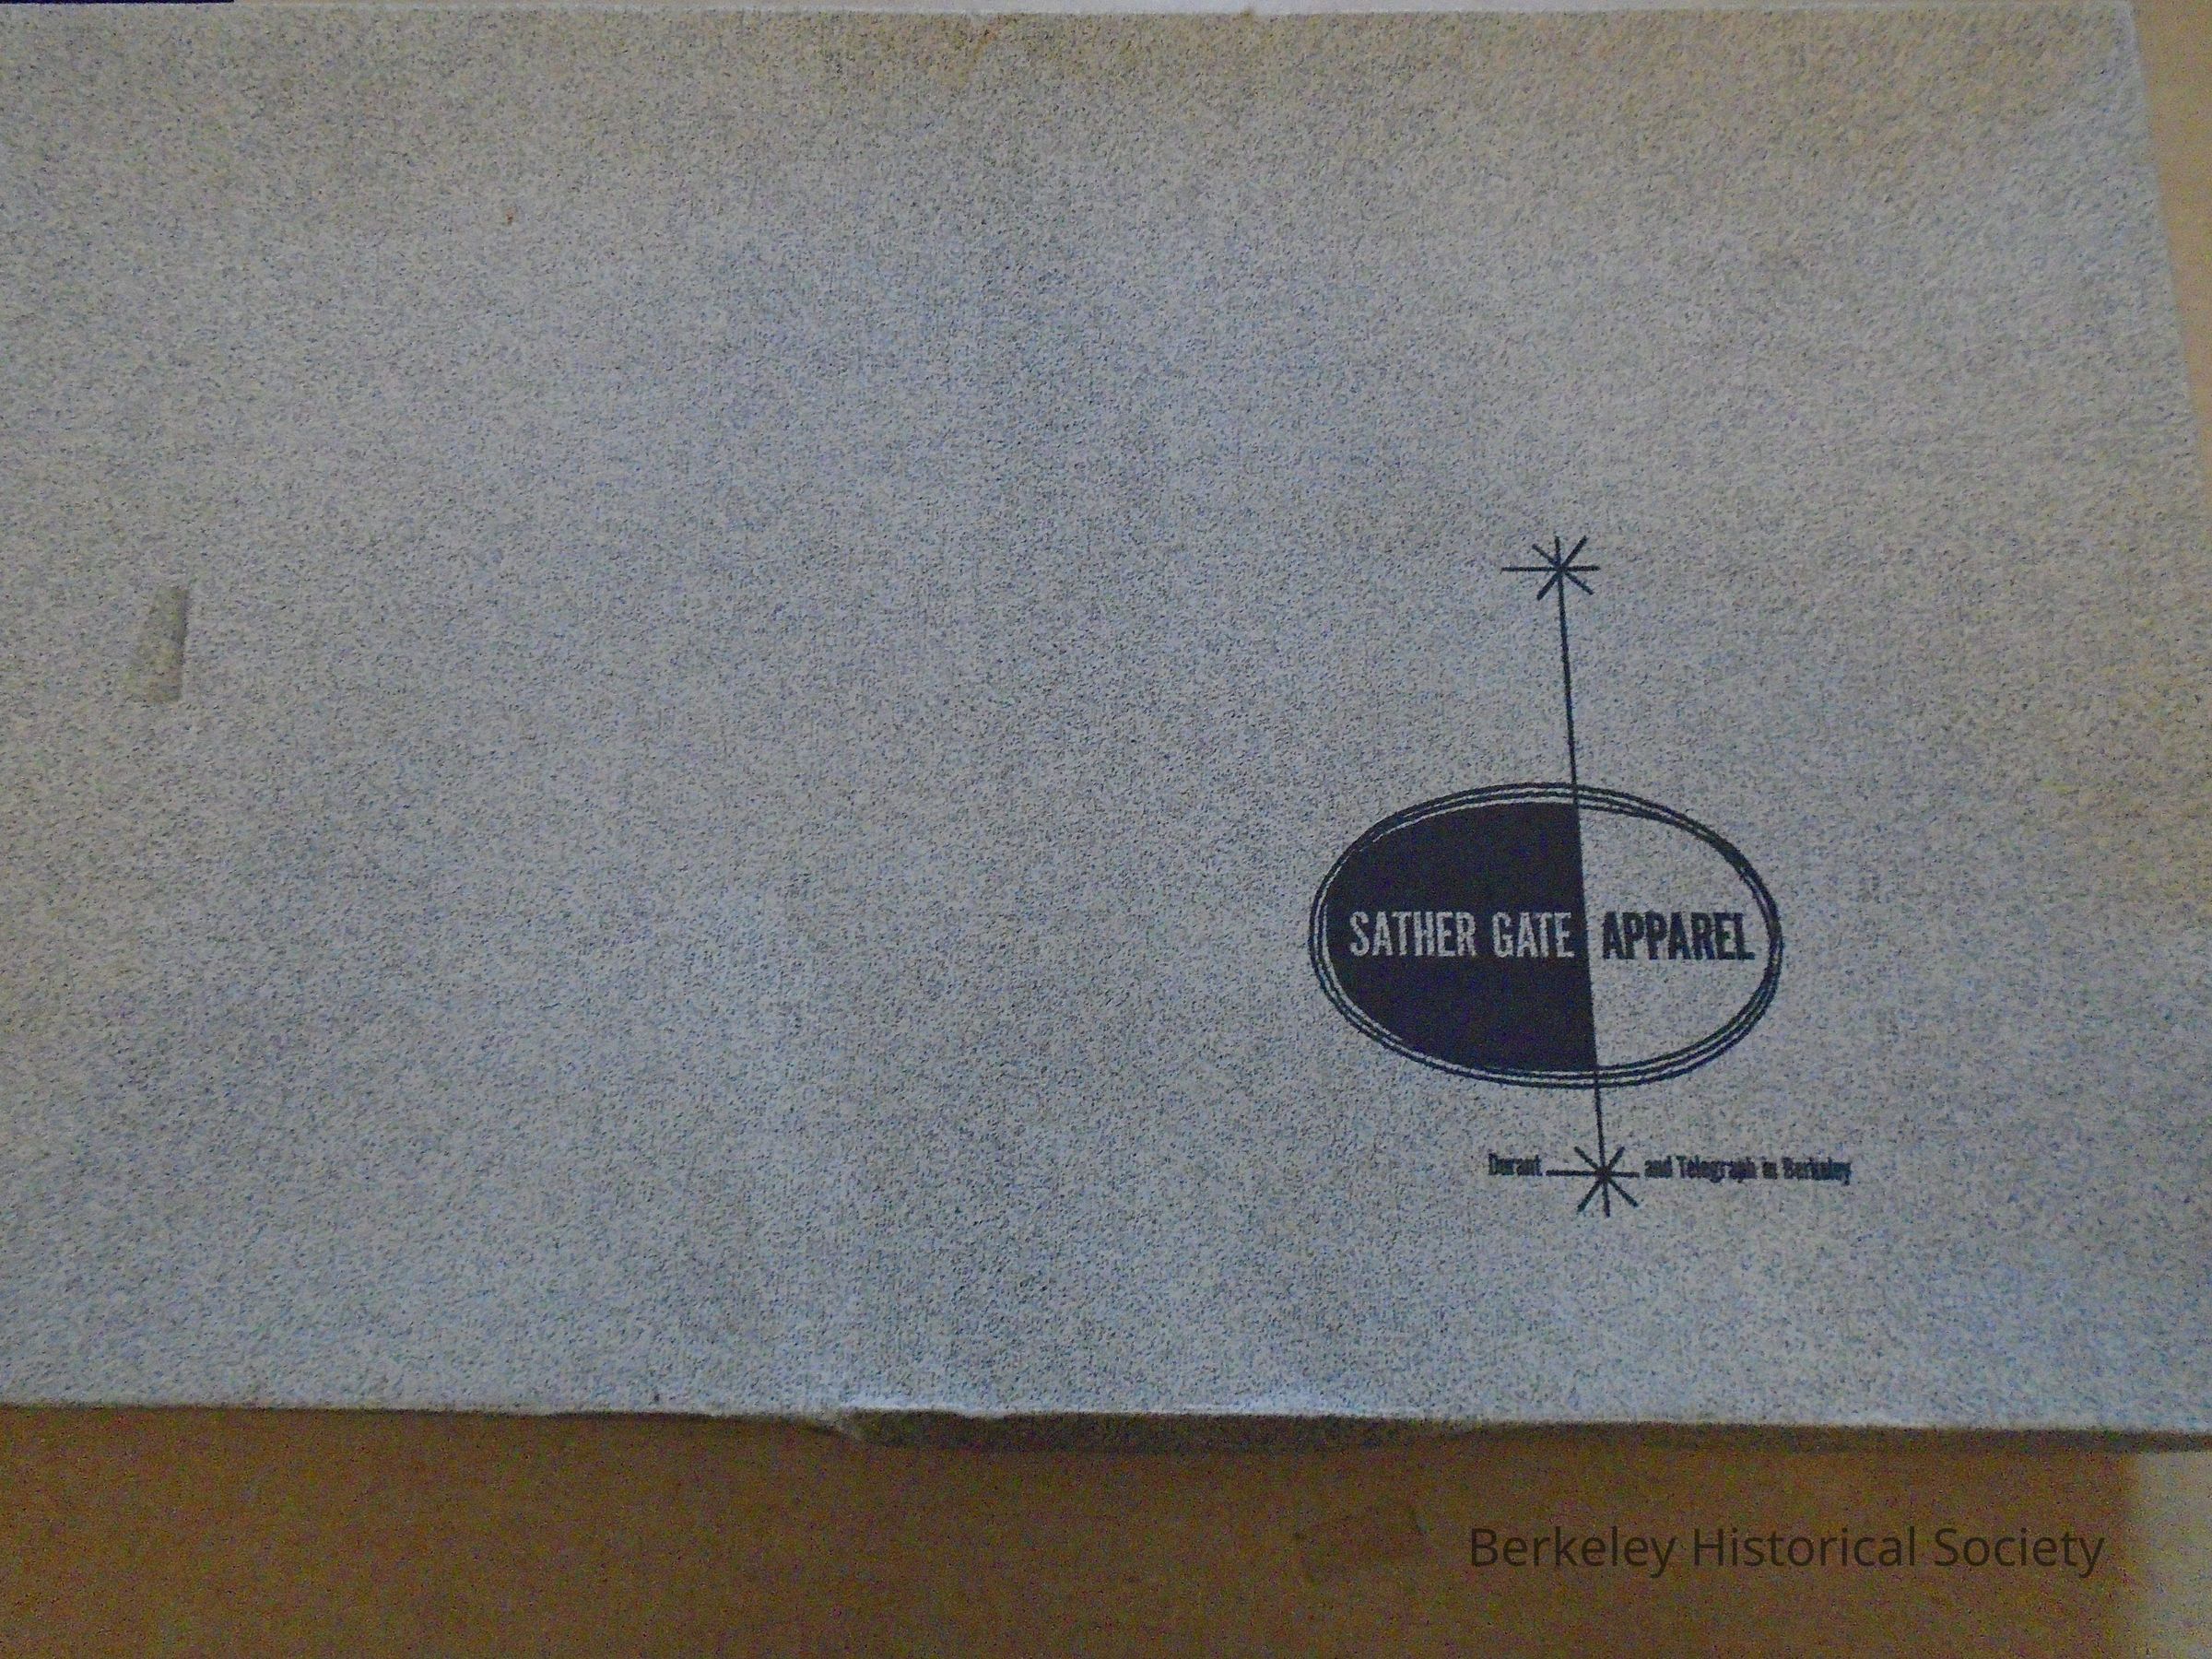 SATHER GATE APPAREL
Durant and Telegraph in Berkeley
Berkeley Historical Society